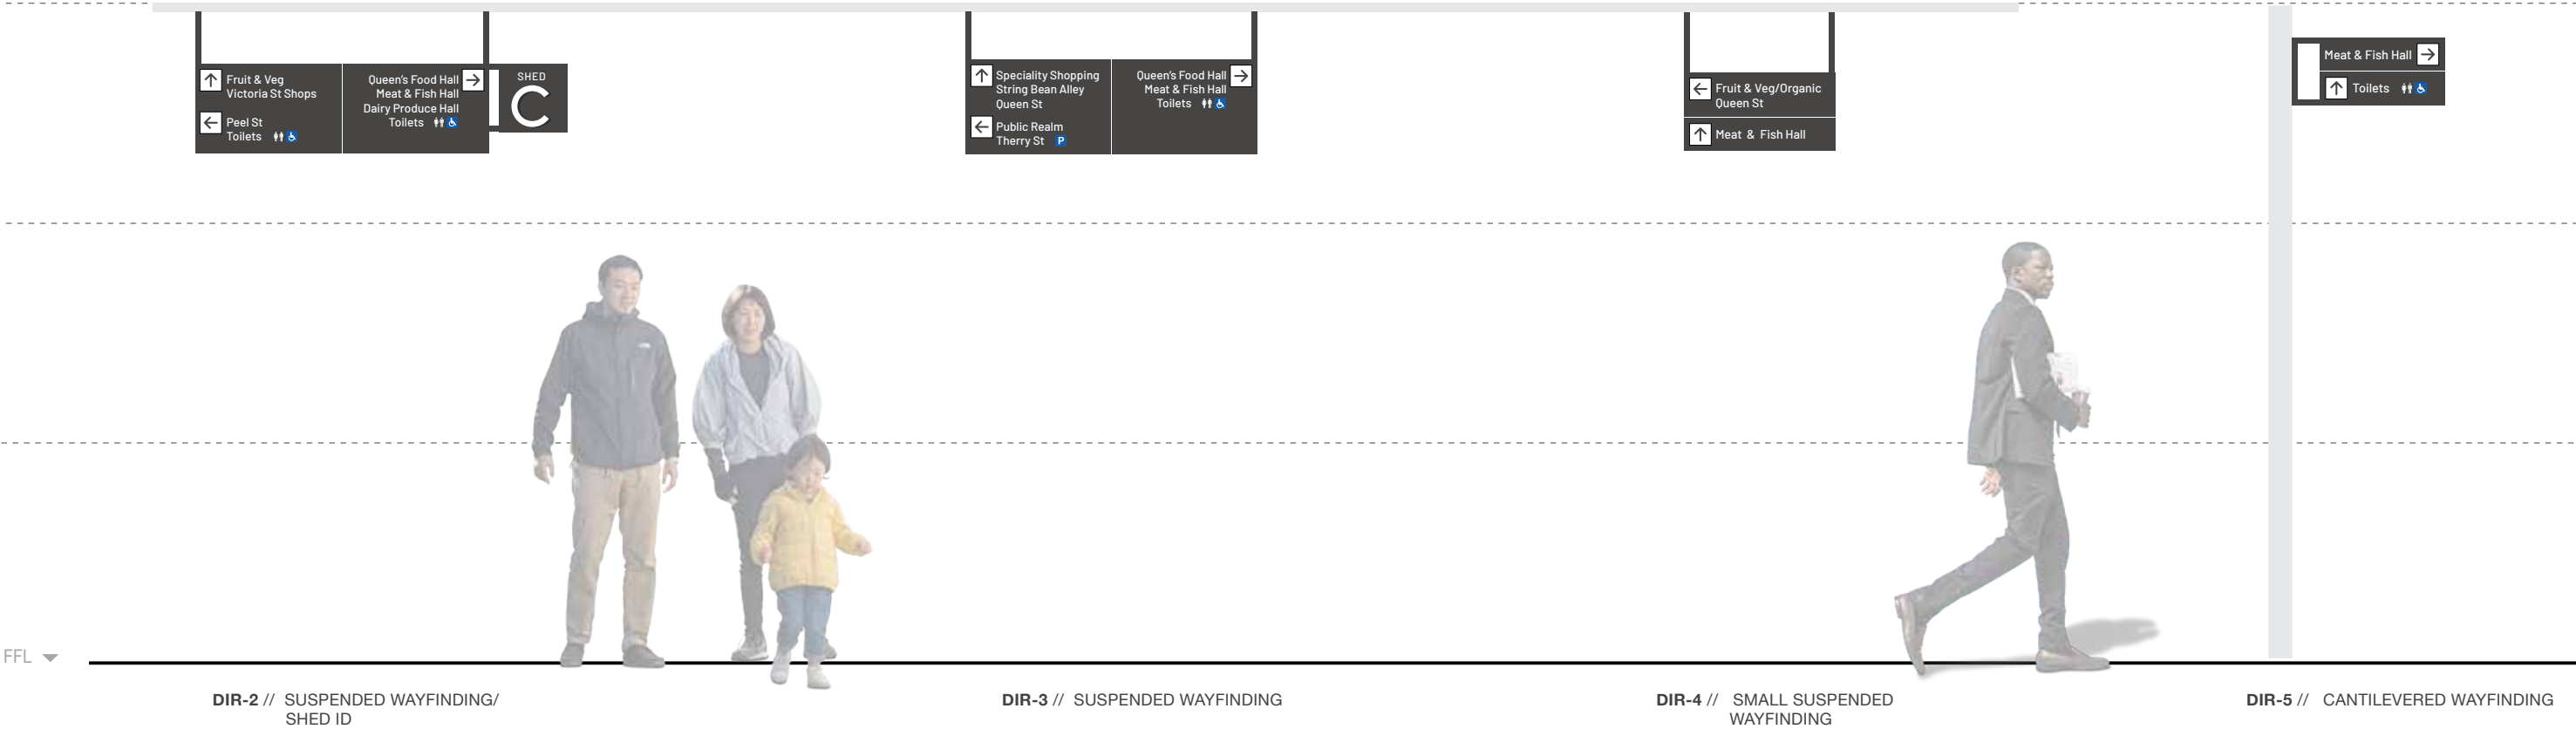 Fruit & Veg
Victoria St Shops
Peel St
Toilets
Queen's Food Hall
Meat & Fish Hall
Dairy Produce Hall
Toilets
SHED
C
Speciality Shopping
String Bean Alley
Queen St
Public Realm
Therry St P
Queen's Food Hall
Meat & Fish Hall
Toilets
Fruit & Veg/Organic
Queen St
Meat & Fish Hall
Meat & Fish Hall
Toilets
FFL
DIR-2 // SUSPENDED WAYFINDING/
SHED ID
DIR-3 // SUSPENDED WAYFINDING
DIR-4 // SMALL SUSPENDED
WAYFINDING
DIR-5 // CANTILEVERED WAYFINDING